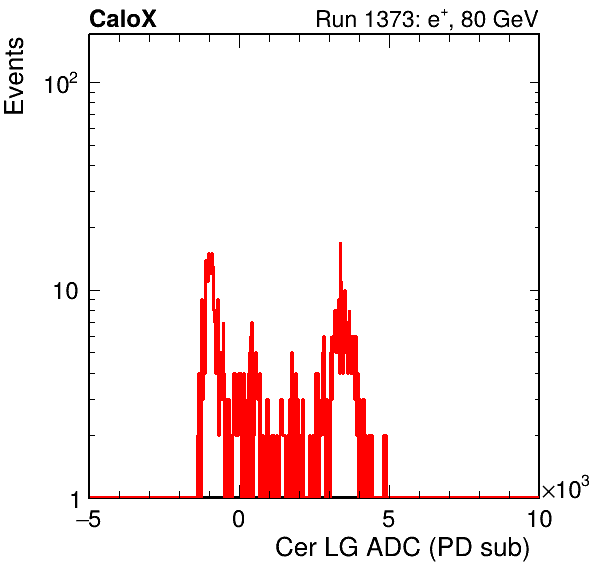 CaloX Run 1373: e⁺, 80 GeV
Events
10²
10
1
−5 0 5 10
×10³
Cer LG ADC (PD sub)